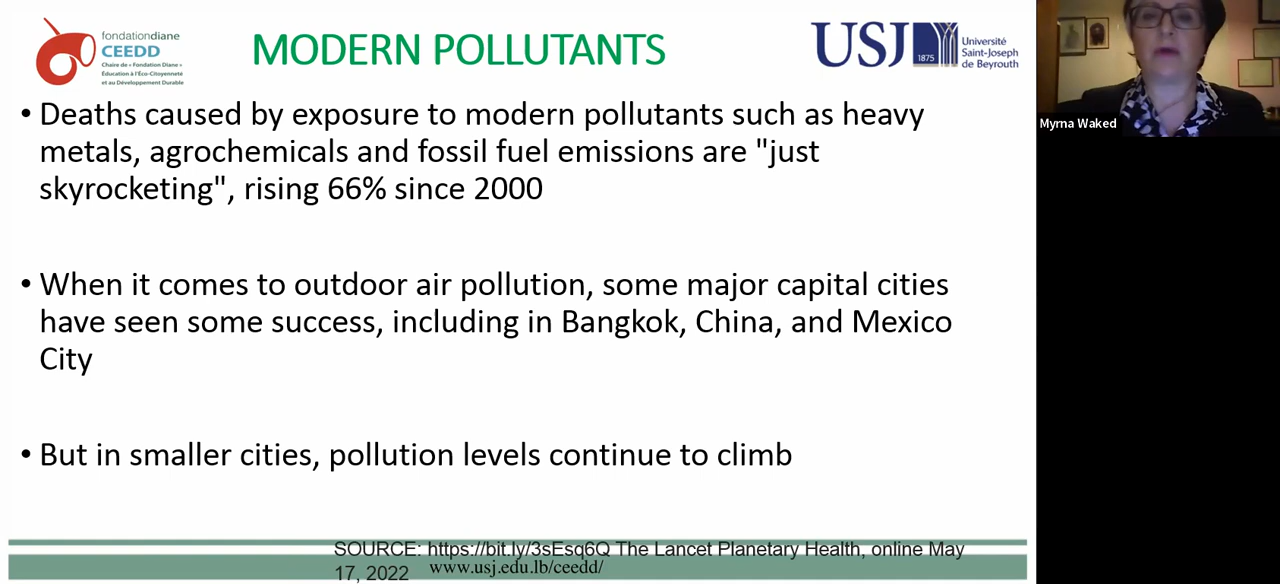 fondationdiane
CEEDD
Chaire de « Fondation Diane »
Éducation à l'Éco-Citoyenneté
et au Développement Durable
MODERN POLLUTANTS
USJ
1875
Université
Saint-Joseph
de Beyrouth
Myrna Waked
• Deaths caused by exposure to modern pollutants such as heavy
metals, agrochemicals and fossil fuel emissions are "just
skyrocketing", rising 66% since 2000
• When it comes to outdoor air pollution, some major capital cities
have seen some success, including in Bangkok, China, and Mexico
City
• But in smaller cities, pollution levels continue to climb
SOURCE: https://bit.ly/3sEsq6Q The Lancet Planetary Health, online May
17, 2022
www.usj.edu.lb/ceedd/